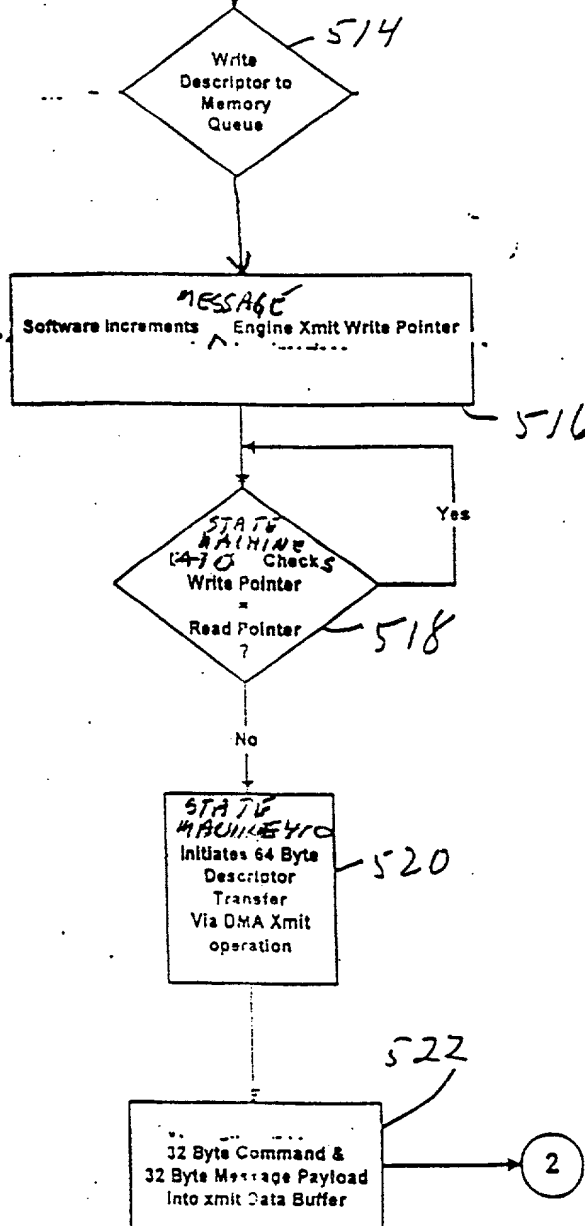 514
Write
Descriptor to
Memory
Queue
MESSAGE
Software Increments Engine Xmit Write Pointer
516
Yes
STATE
MACHINE
Checks
Write Pointer
=
Read Pointer
?
518
No
STATE
MACHINE 410
Initiates 64 Byte
Descriptor
Transfer
Via DMA Xmit
operation
520
522
32 Byte Command &
32 Byte Message Payload
Into xmit Data Buffer
2